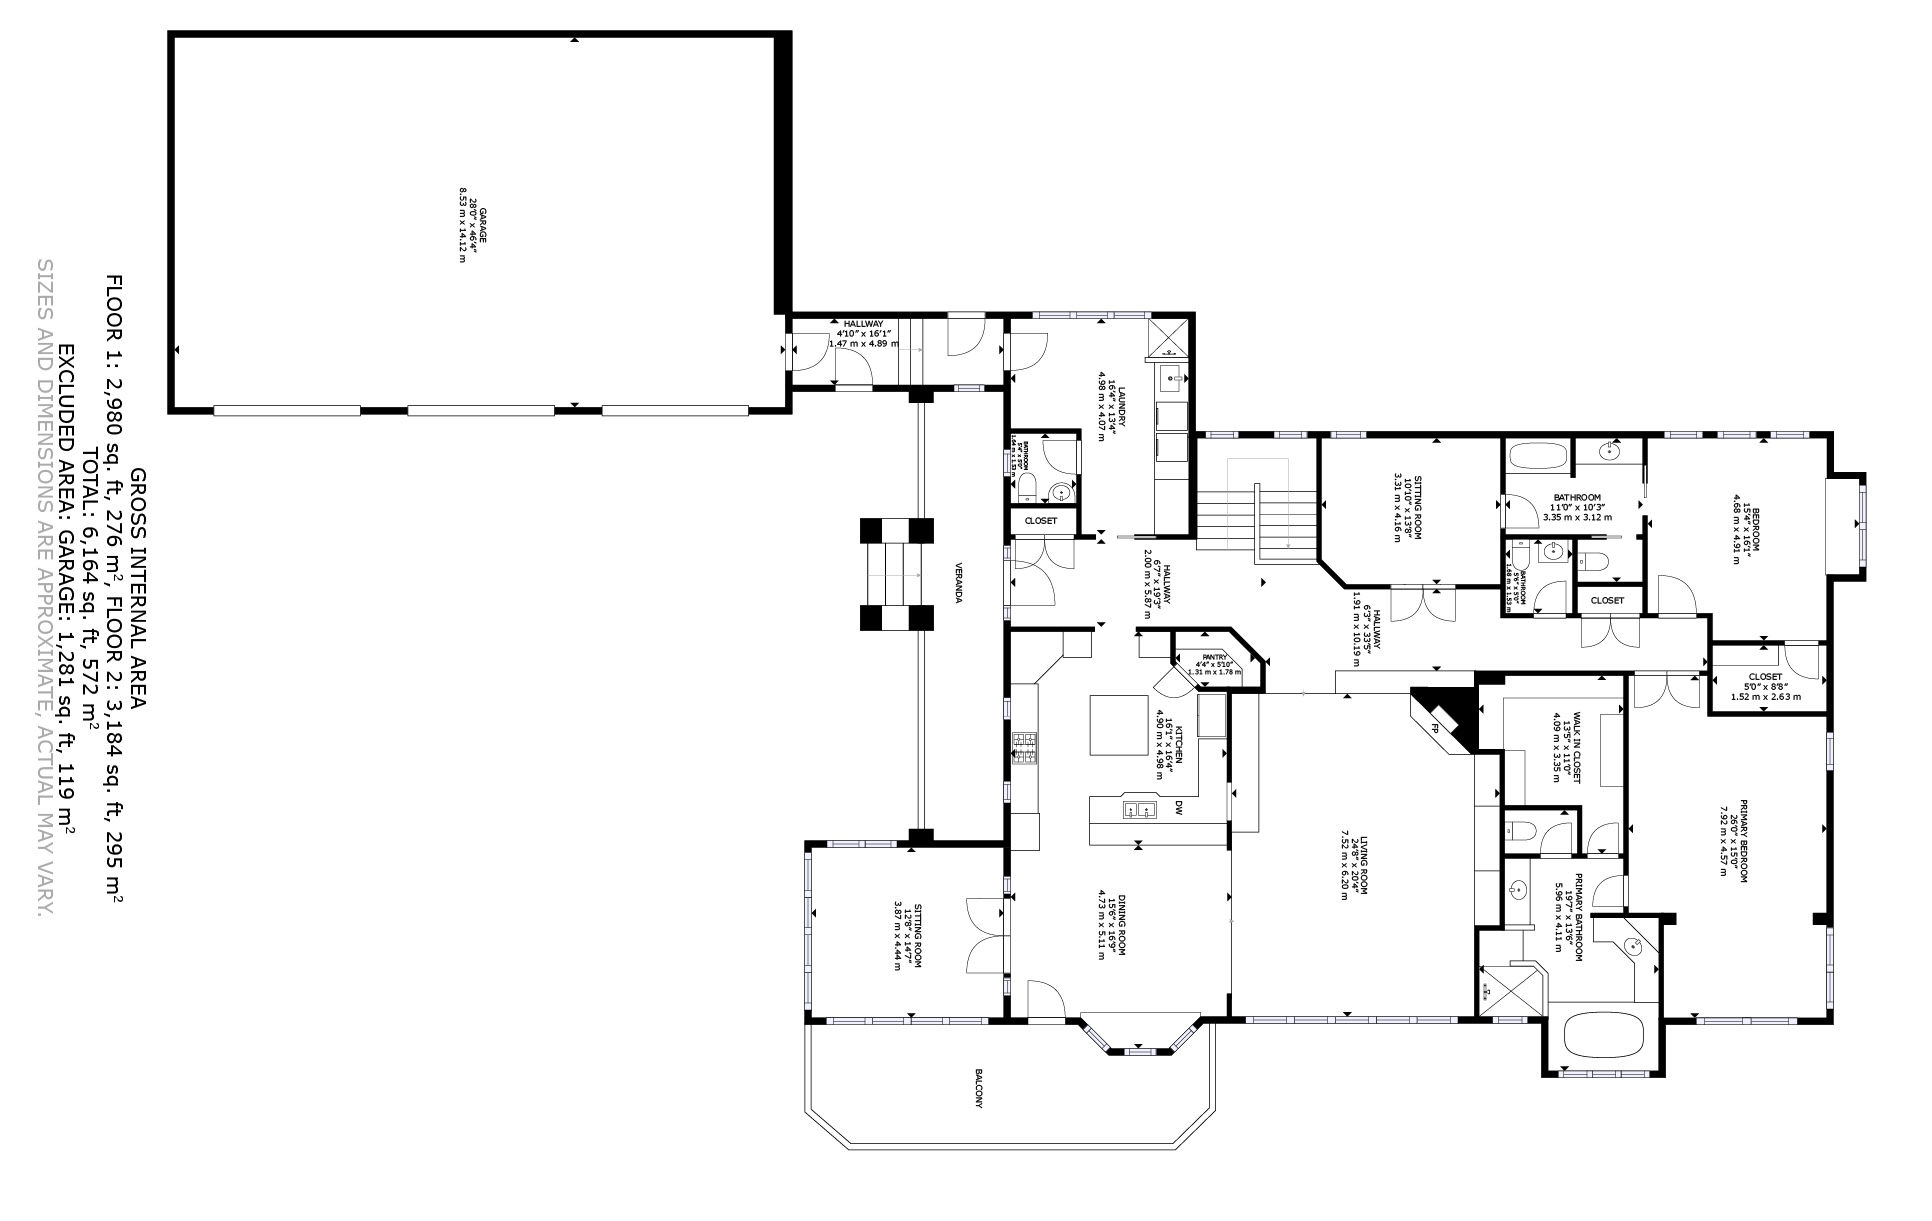 GARAGE
28'0" x 46'4"
8.53 m x 14.12 m
HALLWAY
4'10" x 16'1"
1.47 m x 4.89 m
LAUNDRY
16'4" x 13'4"
4.98 m x 4.07 m
BATHROOM
5'4" x 5'0"
1.64 m x 1.53 m
CLOSET
VERANDA
HALLWAY
6'7" x 19'3"
2.00 m x 5.87 m
SITTING ROOM
10'10" x 13'8"
3.31 m x 4.16 m
BATHROOM
11'0" x 10'3"
3.35 m x 3.12 m
BEDROOM
15'4" x 16'1"
4.68 m x 4.91 m
BATHROOM
5'6" x 5'0"
1.68 m x 1.53 m
CLOSET
HALLWAY
6'3" x 33'5"
1.91 m x 10.19 m
PANTRY
4'4" x 5'10"
1.31 m x 1.78 m
CLOSET
5'0" x 8'8"
1.52 m x 2.63 m
KITCHEN
16'1" x 16'4"
4.90 m x 4.98 m
DW
FP
WALK IN CLOSET
13'5" x 11'0"
4.09 m x 3.35 m
PRIMARY BEDROOM
26'0" x 15'0"
7.92 m x 4.57 m
LIVING ROOM
24'8" x 20'4"
7.52 m x 6.20 m
PRIMARY BATHROOM
19'7" x 13'6"
5.96 m x 4.11 m
DINING ROOM
15'6" x 16'9"
4.73 m x 5.11 m
SITTING ROOM
12'8" x 14'7"
3.87 m x 4.44 m
BALCONY
GROSS INTERNAL AREA
FLOOR 1: 2,980 sq. ft, 276 m², FLOOR 2: 3,184 sq. ft, 295 m²
TOTAL: 6,164 sq. ft, 572 m²
EXCLUDED AREA: GARAGE: 1,281 sq. ft, 119 m²
SIZES AND DIMENSIONS ARE APPROXIMATE, ACTUAL MAY VARY.